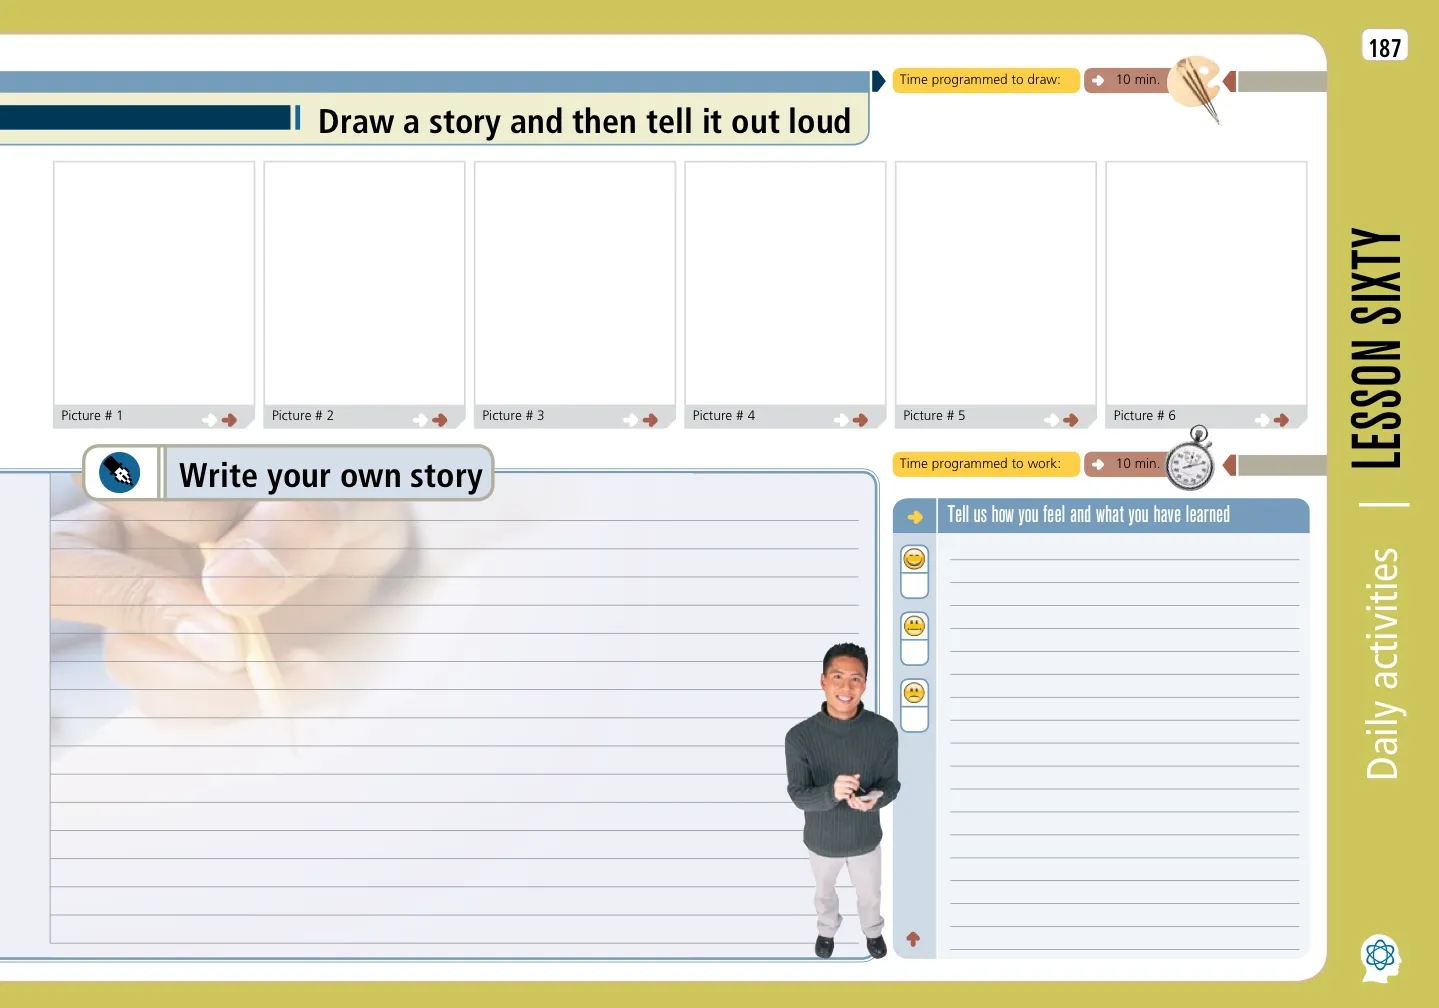 187
Time programmed to draw:
10 min.
Draw a story and then tell it out loud
Picture # 1
Picture # 2
Picture # 3
Picture # 4
Picture # 5
Picture # 6
Write your own story
Time programmed to work:
10 min.
Tell us how you feel and what you have learned
LESSON SIXTY
Daily activities